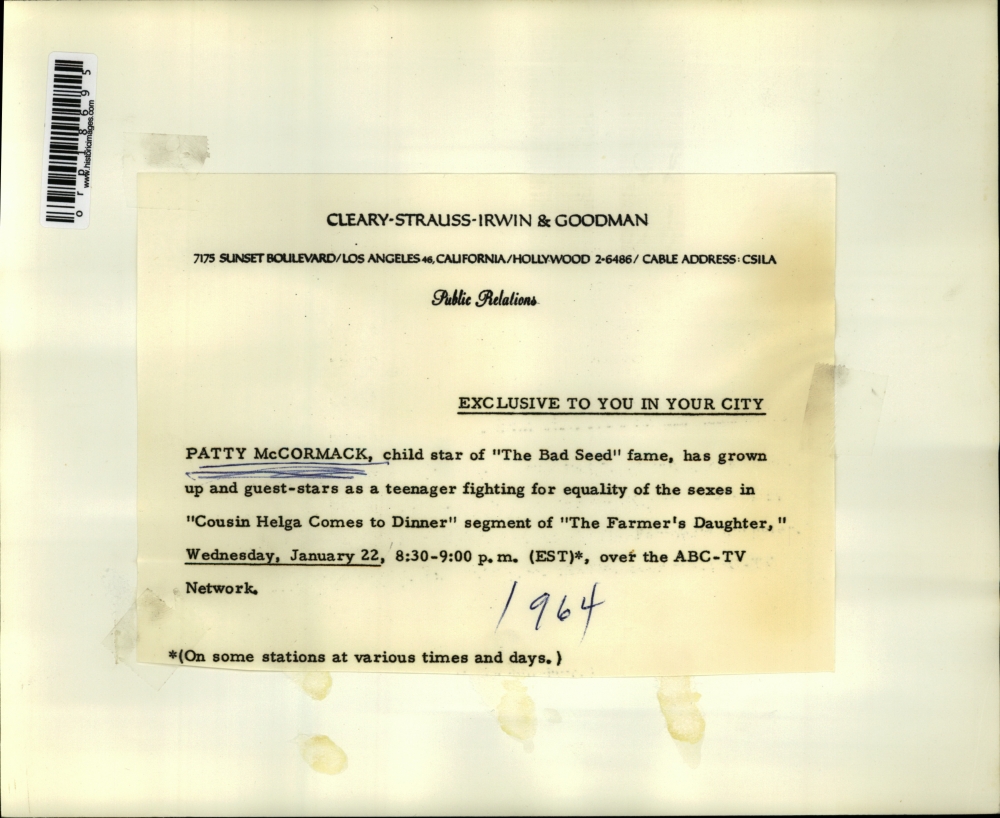 orp18695
www.historicimages.com
CLEARY-STRAUSS-IRWIN & GOODMAN
7175 SUNSET BOULEVARD/LOS ANGELES 46, CALIFORNIA/HOLLYWOOD 2-6486/ CABLE ADDRESS: CSILA
Public Relations
EXCLUSIVE TO YOU IN YOUR CITY
PATTY McCORMACK, child star of "The Bad Seed" fame, has grown
up and guest-stars as a teenager fighting for equality of the sexes in
"Cousin Helga Comes to Dinner" segment of "The Farmer's Daughter,"
Wednesday, January 22, 8:30-9:00 p.m. (EST)*, over the ABC-TV
Network.
1964
*(On some stations at various times and days.)